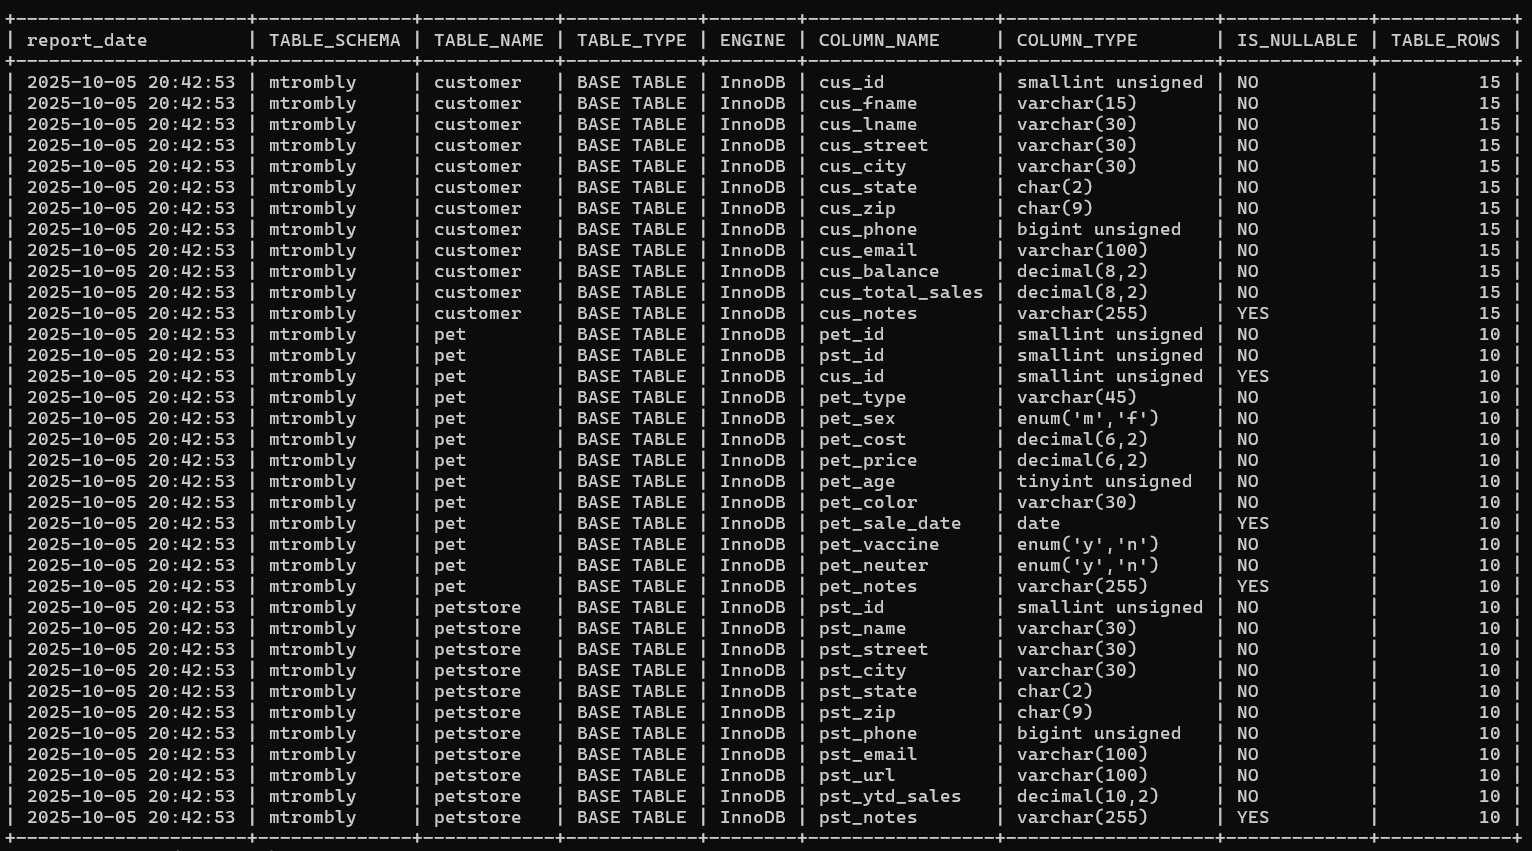 +---------------------+--------------+------------+------------+--------+-----------------+-------------------+-------------+------------+
| report_date         | TABLE_SCHEMA | TABLE_NAME | TABLE_TYPE | ENGINE | COLUMN_NAME     | COLUMN_TYPE       | IS_NULLABLE | TABLE_ROWS |
+---------------------+--------------+------------+------------+--------+-----------------+-------------------+-------------+------------+
| 2025-10-05 20:42:53 | mtrombly     | customer   | BASE TABLE | InnoDB | cus_id          | smallint unsigned | NO          |         15 |
| 2025-10-05 20:42:53 | mtrombly     | customer   | BASE TABLE | InnoDB | cus_fname       | varchar(15)       | NO          |         15 |
| 2025-10-05 20:42:53 | mtrombly     | customer   | BASE TABLE | InnoDB | cus_lname       | varchar(30)       | NO          |         15 |
| 2025-10-05 20:42:53 | mtrombly     | customer   | BASE TABLE | InnoDB | cus_street      | varchar(30)       | NO          |         15 |
| 2025-10-05 20:42:53 | mtrombly     | customer   | BASE TABLE | InnoDB | cus_city        | varchar(30)       | NO          |         15 |
| 2025-10-05 20:42:53 | mtrombly     | customer   | BASE TABLE | InnoDB | cus_state       | char(2)           | NO          |         15 |
| 2025-10-05 20:42:53 | mtrombly     | customer   | BASE TABLE | InnoDB | cus_zip         | char(9)           | NO          |         15 |
| 2025-10-05 20:42:53 | mtrombly     | customer   | BASE TABLE | InnoDB | cus_phone       | bigint unsigned   | NO          |         15 |
| 2025-10-05 20:42:53 | mtrombly     | customer   | BASE TABLE | InnoDB | cus_email       | varchar(100)      | NO          |         15 |
| 2025-10-05 20:42:53 | mtrombly     | customer   | BASE TABLE | InnoDB | cus_balance     | decimal(8,2)      | NO          |         15 |
| 2025-10-05 20:42:53 | mtrombly     | customer   | BASE TABLE | InnoDB | cus_total_sales | decimal(8,2)      | NO          |         15 |
| 2025-10-05 20:42:53 | mtrombly     | customer   | BASE TABLE | InnoDB | cus_notes       | varchar(255)      | YES         |         15 |
| 2025-10-05 20:42:53 | mtrombly     | pet        | BASE TABLE | InnoDB | pet_id          | smallint unsigned | NO          |         10 |
| 2025-10-05 20:42:53 | mtrombly     | pet        | BASE TABLE | InnoDB | pst_id          | smallint unsigned | NO          |         10 |
| 2025-10-05 20:42:53 | mtrombly     | pet        | BASE TABLE | InnoDB | cus_id          | smallint unsigned | YES         |         10 |
| 2025-10-05 20:42:53 | mtrombly     | pet        | BASE TABLE | InnoDB | pet_type        | varchar(45)       | NO          |         10 |
| 2025-10-05 20:42:53 | mtrombly     | pet        | BASE TABLE | InnoDB | pet_sex         | enum('m','f')     | NO          |         10 |
| 2025-10-05 20:42:53 | mtrombly     | pet        | BASE TABLE | InnoDB | pet_cost        | decimal(6,2)      | NO          |         10 |
| 2025-10-05 20:42:53 | mtrombly     | pet        | BASE TABLE | InnoDB | pet_price       | decimal(6,2)      | NO          |         10 |
| 2025-10-05 20:42:53 | mtrombly     | pet        | BASE TABLE | InnoDB | pet_age         | tinyint unsigned  | NO          |         10 |
| 2025-10-05 20:42:53 | mtrombly     | pet        | BASE TABLE | InnoDB | pet_color       | varchar(30)       | NO          |         10 |
| 2025-10-05 20:42:53 | mtrombly     | pet        | BASE TABLE | InnoDB | pet_sale_date   | date              | YES         |         10 |
| 2025-10-05 20:42:53 | mtrombly     | pet        | BASE TABLE | InnoDB | pet_vaccine     | enum('y','n')     | NO          |         10 |
| 2025-10-05 20:42:53 | mtrombly     | pet        | BASE TABLE | InnoDB | pet_neuter      | enum('y','n')     | NO          |         10 |
| 2025-10-05 20:42:53 | mtrombly     | pet        | BASE TABLE | InnoDB | pet_notes       | varchar(255)      | YES         |         10 |
| 2025-10-05 20:42:53 | mtrombly     | petstore   | BASE TABLE | InnoDB | pst_id          | smallint unsigned | NO          |         10 |
| 2025-10-05 20:42:53 | mtrombly     | petstore   | BASE TABLE | InnoDB | pst_name        | varchar(30)       | NO          |         10 |
| 2025-10-05 20:42:53 | mtrombly     | petstore   | BASE TABLE | InnoDB | pst_street      | varchar(30)       | NO          |         10 |
| 2025-10-05 20:42:53 | mtrombly     | petstore   | BASE TABLE | InnoDB | pst_city        | varchar(30)       | NO          |         10 |
| 2025-10-05 20:42:53 | mtrombly     | petstore   | BASE TABLE | InnoDB | pst_state       | char(2)           | NO          |         10 |
| 2025-10-05 20:42:53 | mtrombly     | petstore   | BASE TABLE | InnoDB | pst_zip         | char(9)           | NO          |         10 |
| 2025-10-05 20:42:53 | mtrombly     | petstore   | BASE TABLE | InnoDB | pst_phone       | bigint unsigned   | NO          |         10 |
| 2025-10-05 20:42:53 | mtrombly     | petstore   | BASE TABLE | InnoDB | pst_email       | varchar(100)      | NO          |         10 |
| 2025-10-05 20:42:53 | mtrombly     | petstore   | BASE TABLE | InnoDB | pst_url         | varchar(100)      | NO          |         10 |
| 2025-10-05 20:42:53 | mtrombly     | petstore   | BASE TABLE | InnoDB | pst_ytd_sales   | decimal(10,2)     | NO          |         10 |
| 2025-10-05 20:42:53 | mtrombly     | petstore   | BASE TABLE | InnoDB | pst_notes       | varchar(255)      | YES         |         10 |
+---------------------+--------------+------------+------------+--------+-----------------+-------------------+-------------+------------+